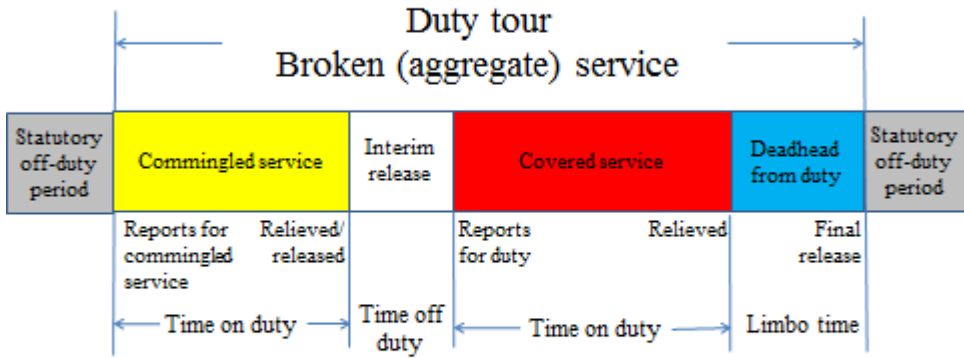 Duty tour
Broken (aggregate) service
Statutory
off-duty
period
Commingled service
Interim
release
Covered service
Deadhead
from duty
Statutory
off-duty
period
Reports for
commingled
service
Relieved/
released
Reports
for duty
Relieved
Final
release
Time on duty
Time off
duty
Time on duty
Limbo time